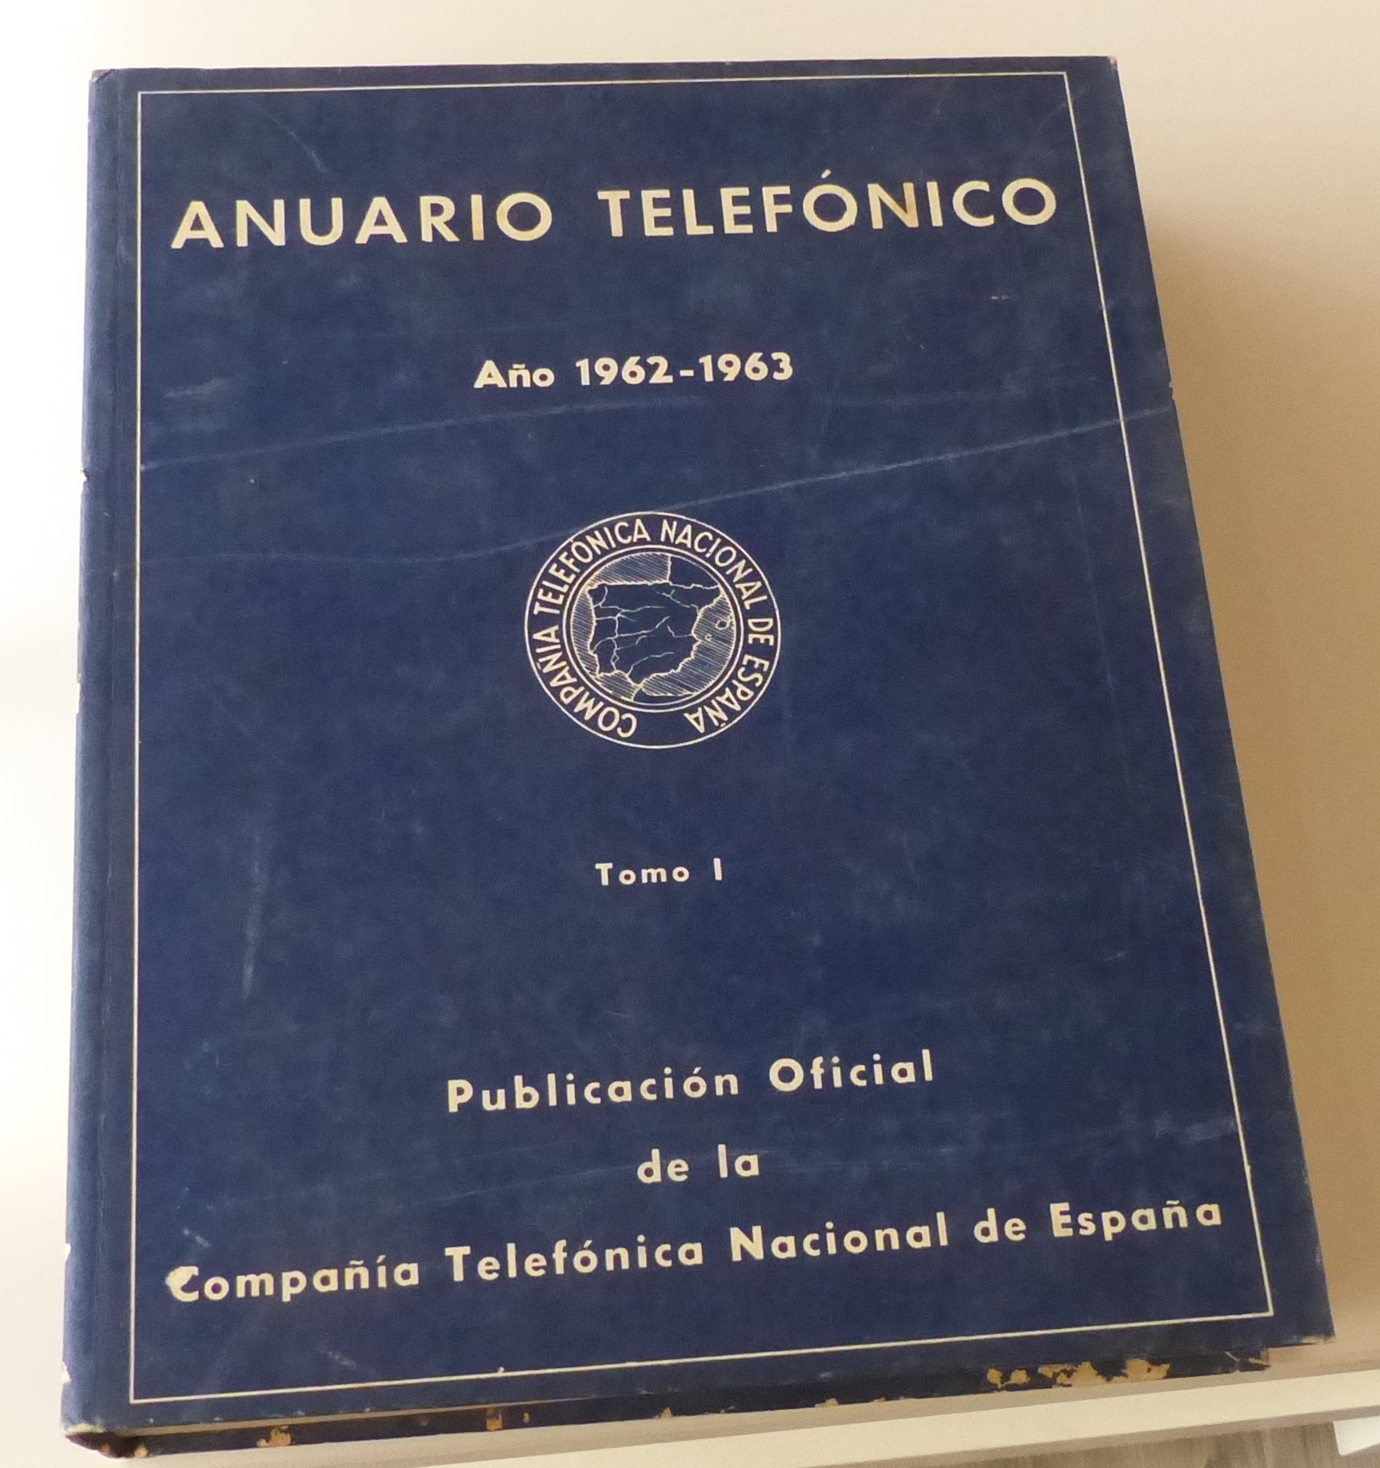 ANUARIO TELEFÓNICO
Año 1962-1963
COMPAÑIA TELEFONICA NACIONAL DE ESPAÑA
Tomo I
Publicación Oficial
de la
Compañía Telefónica Nacional de España